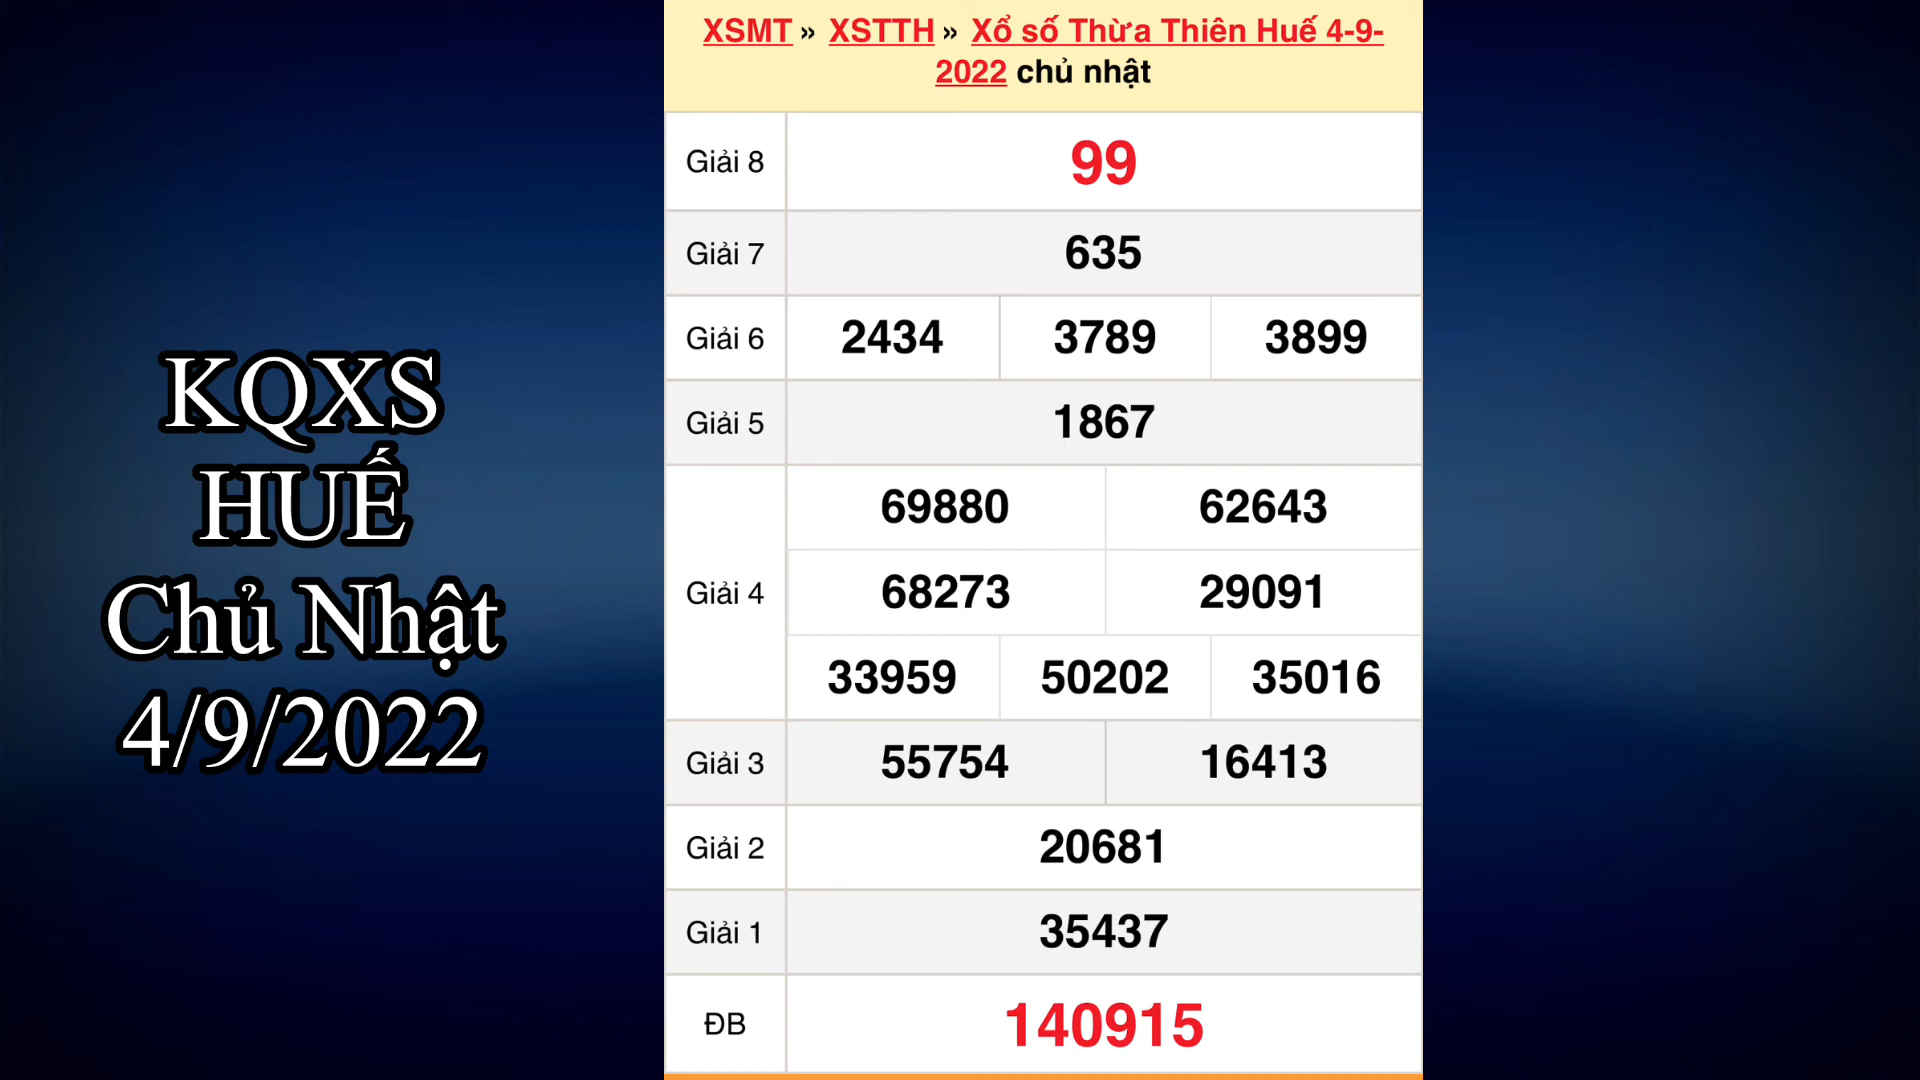 KQXS
HUẾ
Chủ Nhật
4/9/2022
XSMT » XSTTH » Xổ số Thừa Thiên Huế 4-9-
2022 chủ nhật
Giải 8 99
Giải 7 635
Giải 6 2434 3789 3899
Giải 5 1867
Giải 4
69880 62643
68273 29091
33959 50202 35016
Giải 3 55754 16413
Giải 2 20681
Giải 1 35437
ĐB 140915